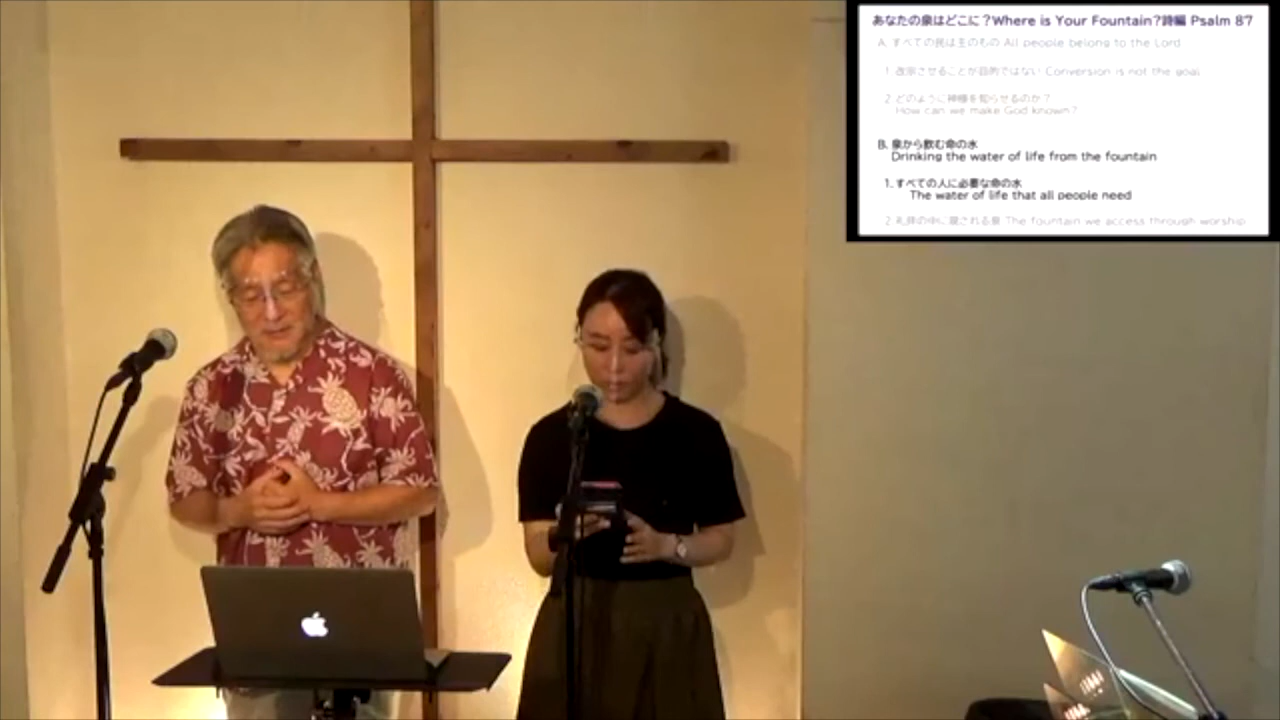 あなたの泉はどこに？Where is Your Fountain?詩編 Psalm 87
A. すべての民は主のもの All people belong to the Lord
1. 改宗させることが目的ではない Conversion is not the goal
2. どのように神様を知らせるのか？
How can we make God known?
B. 泉から飲む命の水
Drinking the water of life from the fountain
1. すべての人に必要な命の水
The water of life that all people need
2. 礼拝の中に現される泉 The fountain we access through worship